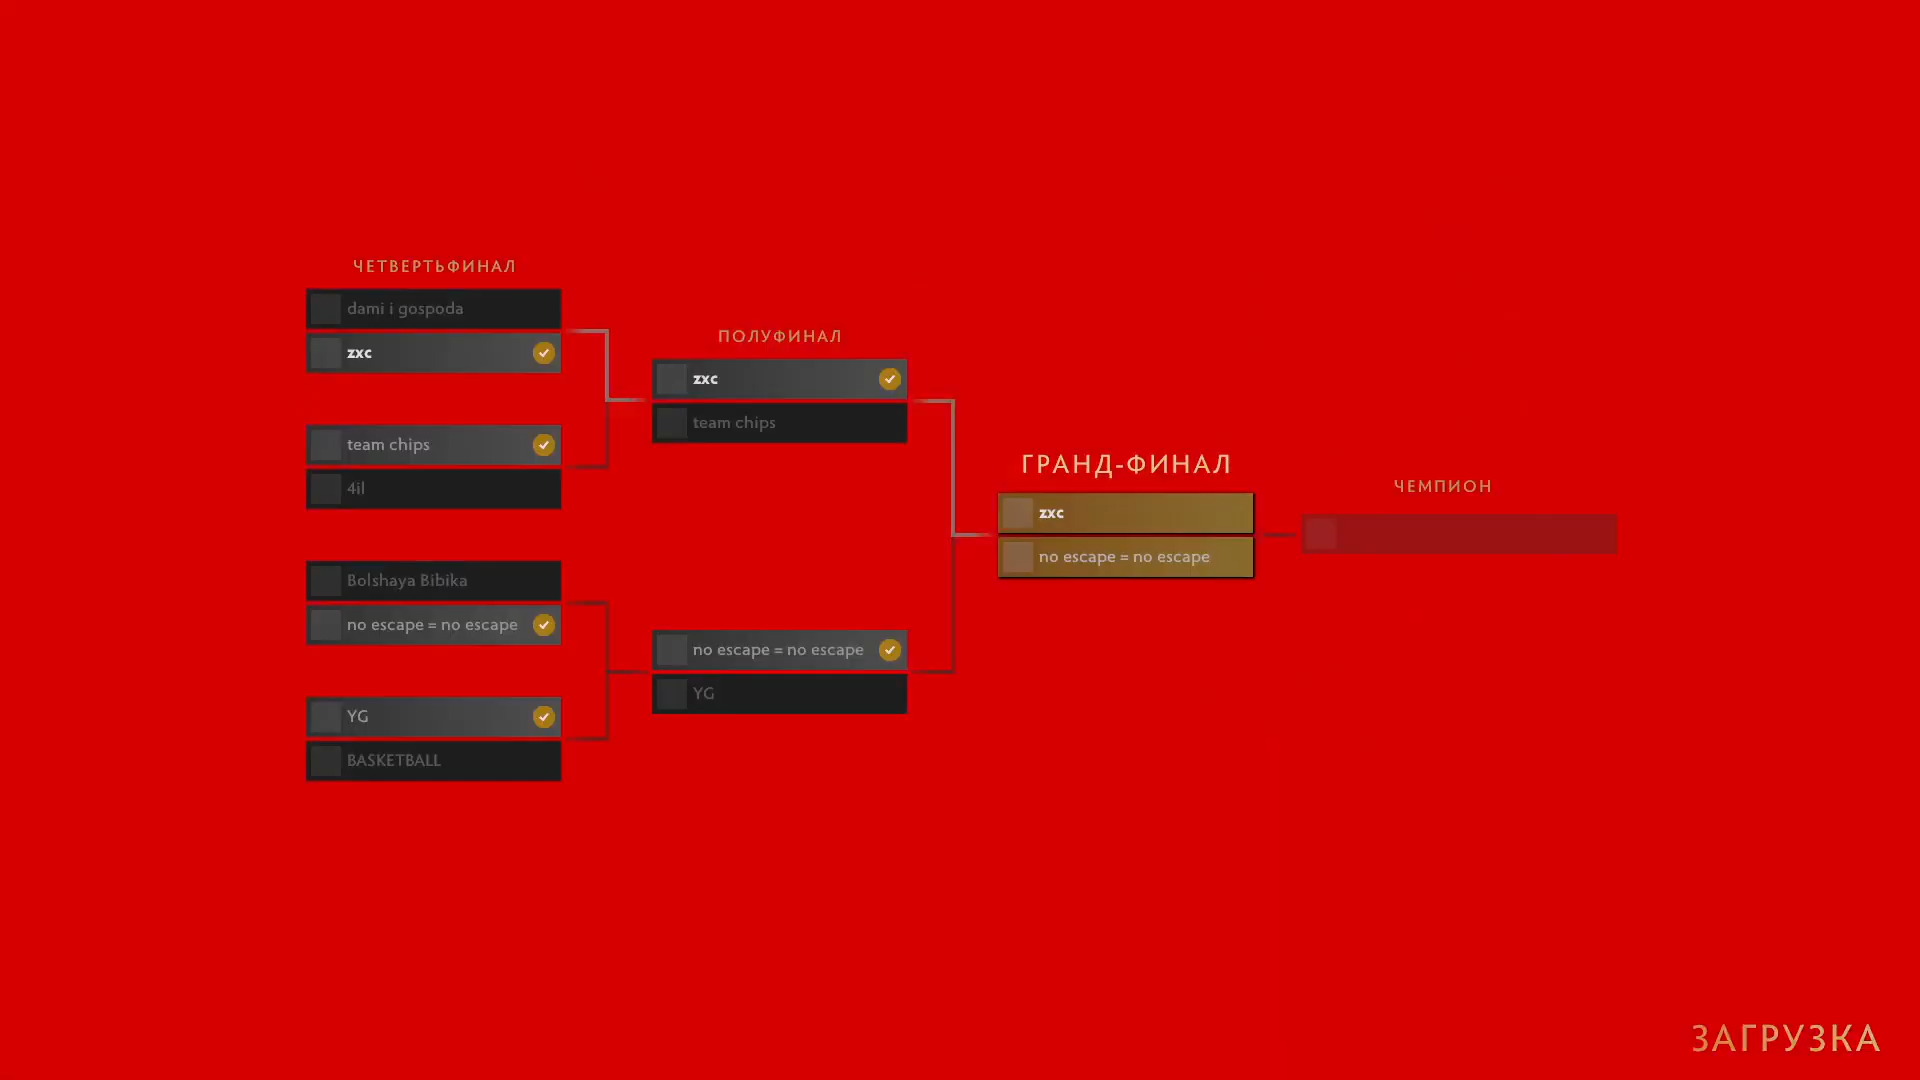 ЧЕТВЕРТЬФИНАЛ
dami i gospoda
zxc
team chips
4il
Bolshaya Bibika
no escape = no escape
YG
BASKETBALL
ПОЛУФИНАЛ
zxc
team chips
no escape = no escape
YG
ГРАНД-ФИНАЛ
zxc
no escape = no escape
ЧЕМПИОН
ЗАГРУЗКА